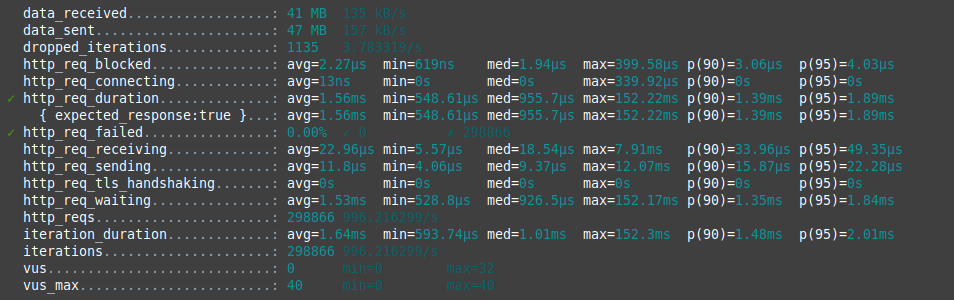 data_received..................: 41 MB  135 kB/s
data_sent......................: 47 MB  157 kB/s
dropped_iterations.............: 1135   3.783319/s
http_req_blocked...............: avg=2.27µs  min=619ns    med=1.94µs  max=399.58µs p(90)=3.06µs  p(95)=4.03µs
http_req_connecting............: avg=13ns    min=0s       med=0s      max=339.92µs p(90)=0s      p(95)=0s
✓ http_req_duration..............: avg=1.56ms  min=548.61µs med=955.7µs max=152.22ms p(90)=1.39ms  p(95)=1.89ms
{ expected_response:true }...: avg=1.56ms  min=548.61µs med=955.7µs max=152.22ms p(90)=1.39ms  p(95)=1.89ms
✓ http_req_failed................: 0.00%  ✓ 0          ✗ 298866
http_req_receiving.............: avg=22.96µs min=5.57µs   med=18.54µs max=7.91ms   p(90)=33.96µs p(95)=49.35µs
http_req_sending...............: avg=11.8µs  min=4.06µs   med=9.37µs  max=12.07ms  p(90)=15.87µs p(95)=22.28µs
http_req_tls_handshaking.......: avg=0s      min=0s       med=0s      max=0s       p(90)=0s      p(95)=0s
http_req_waiting...............: avg=1.53ms  min=528.8µs  med=926.5µs max=152.17ms p(90)=1.35ms  p(95)=1.84ms
http_reqs......................: 298866 996.216299/s
iteration_duration.............: avg=1.64ms  min=593.74µs med=1.01ms  max=152.3ms  p(90)=1.48ms  p(95)=2.01ms
iterations.....................: 298866 996.216299/s
vus............................: 0      min=0        max=32
vus_max........................: 40     min=40       max=40